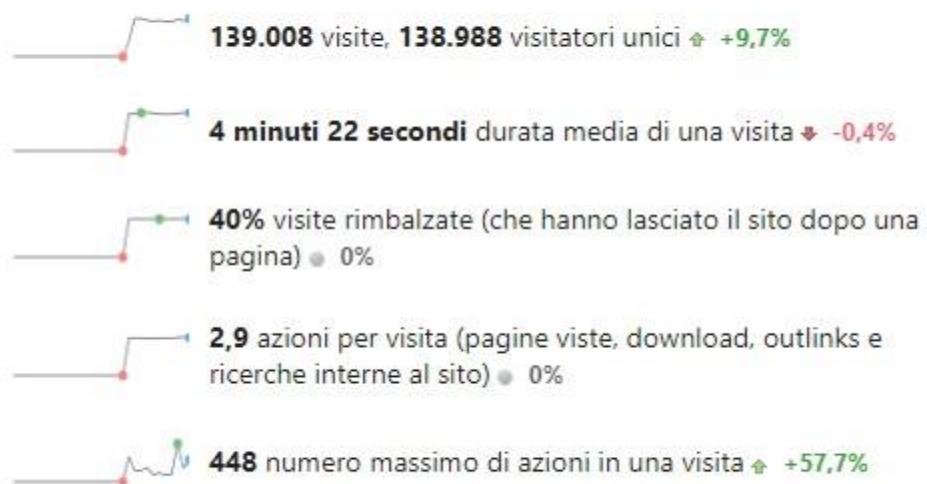 139.008 visite, 138.988 visitatori unici +9,7%
4 minuti 22 secondi durata media di una visita -0,4%
40% visite rimbalzate (che hanno lasciato il sito dopo una
pagina) 0%
2,9 azioni per visita (pagine viste, download, outlinks e
ricerche interne al sito) 0%
448 numero massimo di azioni in una visita +57,7%